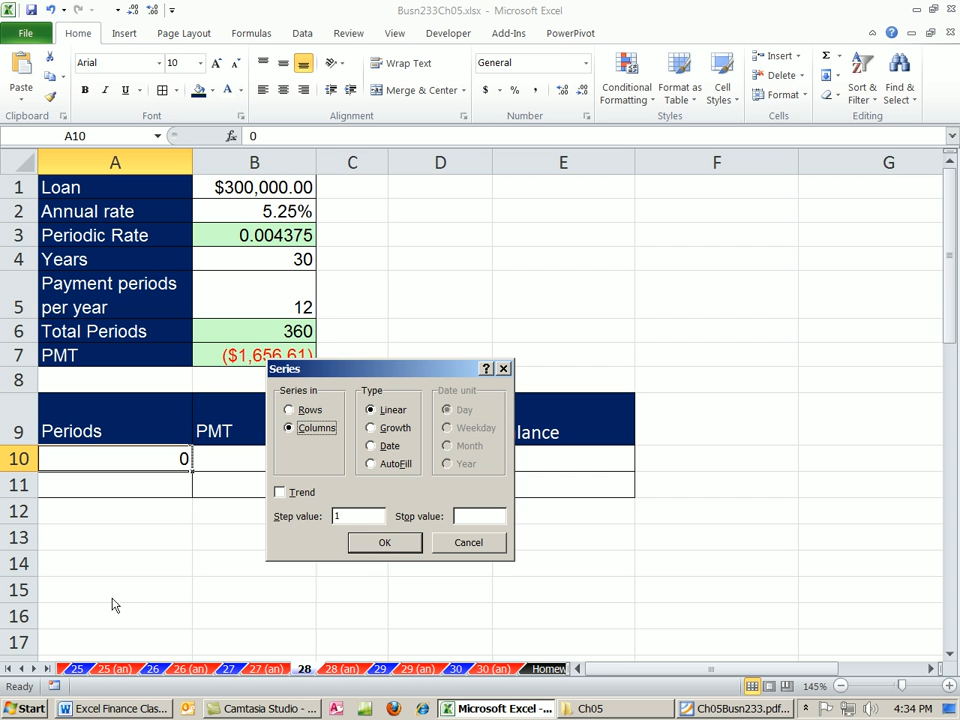 Busn233Ch05.xlsx - Microsoft Excel
File Home Insert Page Layout Formulas Data Review View Developer Add-Ins PowerPivot
Arial 10 A A Wrap Text General Insert Σ
Paste B I U A Merge & Center $ % , Conditional Formatting Format as Table Cell Styles Delete Format Sort & Filter Find & Select
Clipboard Font Alignment Number Styles Cells Editing
A10 fx 0
A B C D E F G
1 Loan $300,000.00
2 Annual rate 5.25%
3 Periodic Rate 0.004375
4 Years 30
Payment periods
5 per year 12
6 Total Periods 360
7 PMT ($1,656.61)
Series ?
8
Series in Type Date unit
Rows Linear Day
Columns Growth Weekday
9 Periods PMT lance
Date Month
10 0
AutoFill Year
11
Trend
12
Step value: 1 Stop value:
13
OK Cancel
14
15
16
17
25 25 (an) 26 26 (an) 27 27 (an) 28 28 (an) 29 29 (an) 30 30 (an) Homew
Ready 145%
Start Excel Finance Clas... Camtasia Studio - ... Microsoft Excel -... Ch05 Ch05Busn233.pdf... 4:34 PM